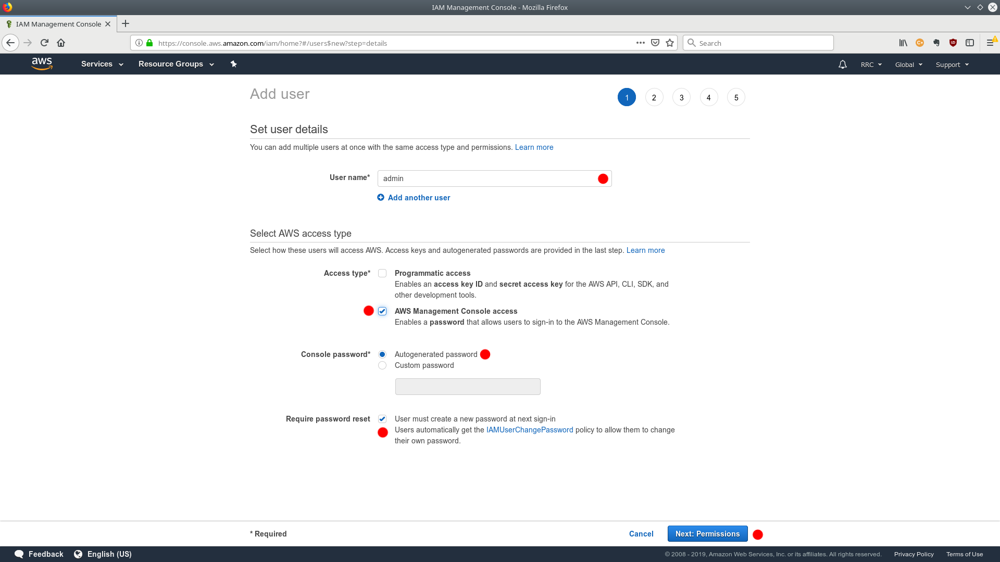 IAM Management Console - Mozilla Firefox
IAM Management Console
https://console.aws.amazon.com/iam/home?#/users$new?step=details
Search
aws
Services
Resource Groups
RRC
Global
Support
Add user
1 2 3 4 5
Set user details
You can add multiple users at once with the same access type and permissions. Learn more
User name* admin
Add another user
Select AWS access type
Select how these users will access AWS. Access keys and autogenerated passwords are provided in the last step. Learn more
Access type* Programmatic access
Enables an access key ID and secret access key for the AWS API, CLI, SDK, and
other development tools.
AWS Management Console access
Enables a password that allows users to sign-in to the AWS Management Console.
Console password* Autogenerated password
Custom password
Require password reset User must create a new password at next sign-in
Users automatically get the IAMUserChangePassword policy to allow them to change
their own password.
* Required
Cancel
Next: Permissions
Feedback
English (US)
© 2008 - 2019, Amazon Web Services, Inc. or its affiliates. All rights reserved.
Privacy Policy
Terms of Use